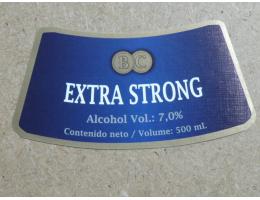 BC
EXTRA STRONG
Alcohol Vol.: 7,0%
Contenido neto / Volume: 500 mL